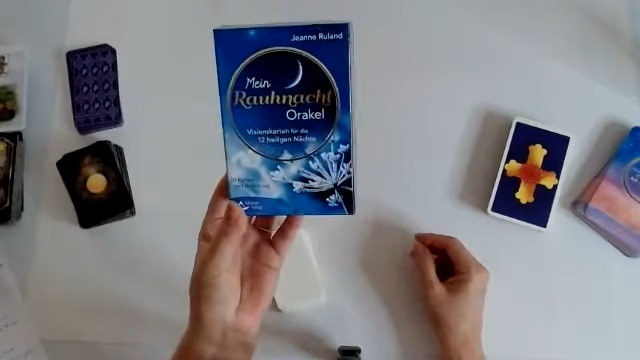 Jeanne Ruland
Mein
Rauhnacht
Orakel
Visionskarten für die
12 heiligen Nächte